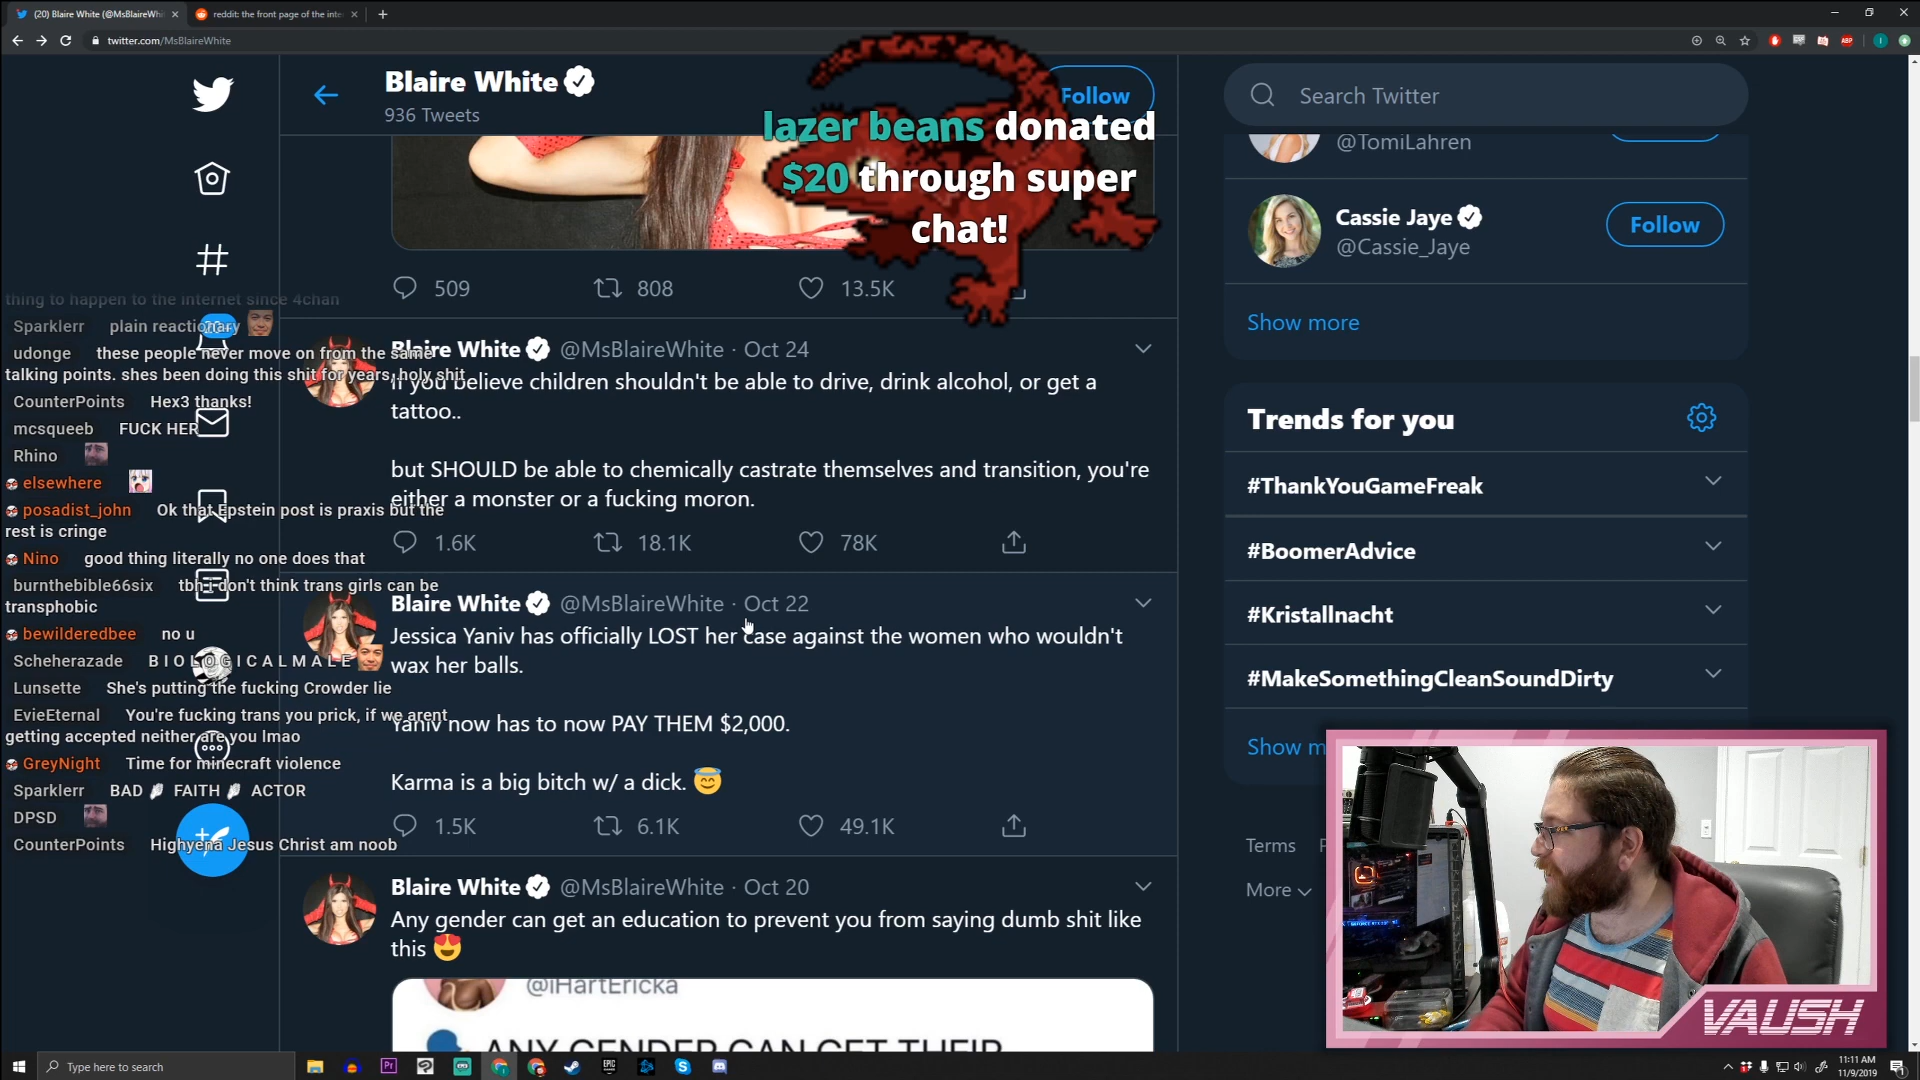 (20) Blaire White (@MsBlaireWhi
reddit: the front page of the inte
twitter.com/MsBlaireWhite
ABP
Blaire White
936 Tweets
Follow
lazer beans donated
$20 through super
chat!
509
808
13.5K
Blaire White @MsBlaireWhite · Oct 24
If you believe children shouldn't be able to drive, drink alcohol, or get a
tattoo..
but SHOULD be able to chemically castrate themselves and transition, you're
either a monster or a fucking moron.
1.6K
18.1K
78K
Blaire White @MsBlaireWhite · Oct 22
Jessica Yaniv has officially LOST her case against the women who wouldn't
wax her balls.
Yaniv now has to now PAY THEM $2,000.
Karma is a big bitch w/ a dick. 😇
1.5K
6.1K
49.1K
Blaire White @MsBlaireWhite · Oct 20
Any gender can get an education to prevent you from saying dumb shit like
this 😍
@iHartEricka
ANY GENDER CAN GET THEIR
thing to happen to the internet since 4chan
Sparklerr plain reactionary
20+
udonge these people never move on from the same
talking points. shes been doing this shit for years, holy shit
CounterPoints Hex3 thanks!
mcsqueeb FUCK HER
Rhino
elsewhere
posadist_john Ok that Epstein post is praxis but the
rest is cringe
Nino good thing literally no one does that
burnthebible66six tbh I don't think trans girls can be
transphobic
bewilderedbee no u
Scheherazade B I O L O G I C A L M A L E
Lunsette She's putting the fucking Crowder lie
EvieEternal You're fucking trans you prick, if we arent
getting accepted neither are you lmao
GreyNight Time for minecraft violence
Sparklerr BAD 👏 FAITH 👏 ACTOR
DPSD
CounterPoints Highyena Jesus Christ am noob
Search Twitter
@TomiLahren
Cassie Jaye
@Cassie_Jaye
Follow
Show more
Trends for you
#ThankYouGameFreak
#BoomerAdvice
#Kristallnacht
#MakeSomethingCleanSoundDirty
Show m
Terms
More
VAUSH
Type here to search
Pr
EPIC
11:11 AM
11/9/2019